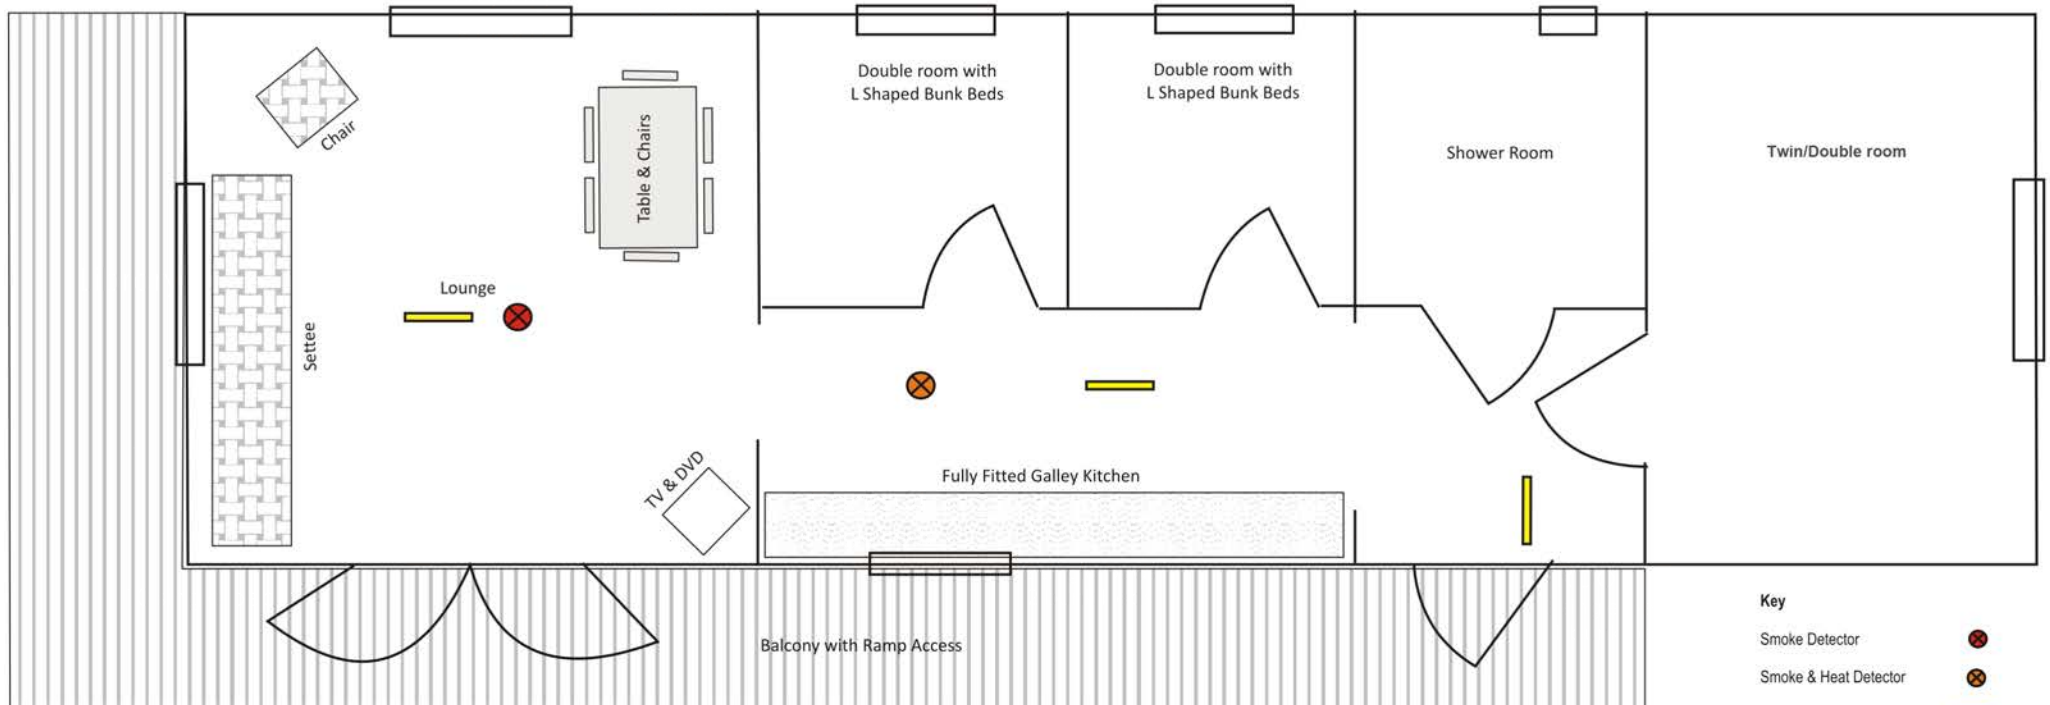 Chair
Table & Chairs
Double room with
L Shaped Bunk Beds
Double room with
L Shaped Bunk Beds
Shower Room
Twin/Double room
Lounge
Settee
TV & DVD
Fully Fitted Galley Kitchen
Balcony with Ramp Access
Key
Smoke Detector
Smoke & Heat Detector